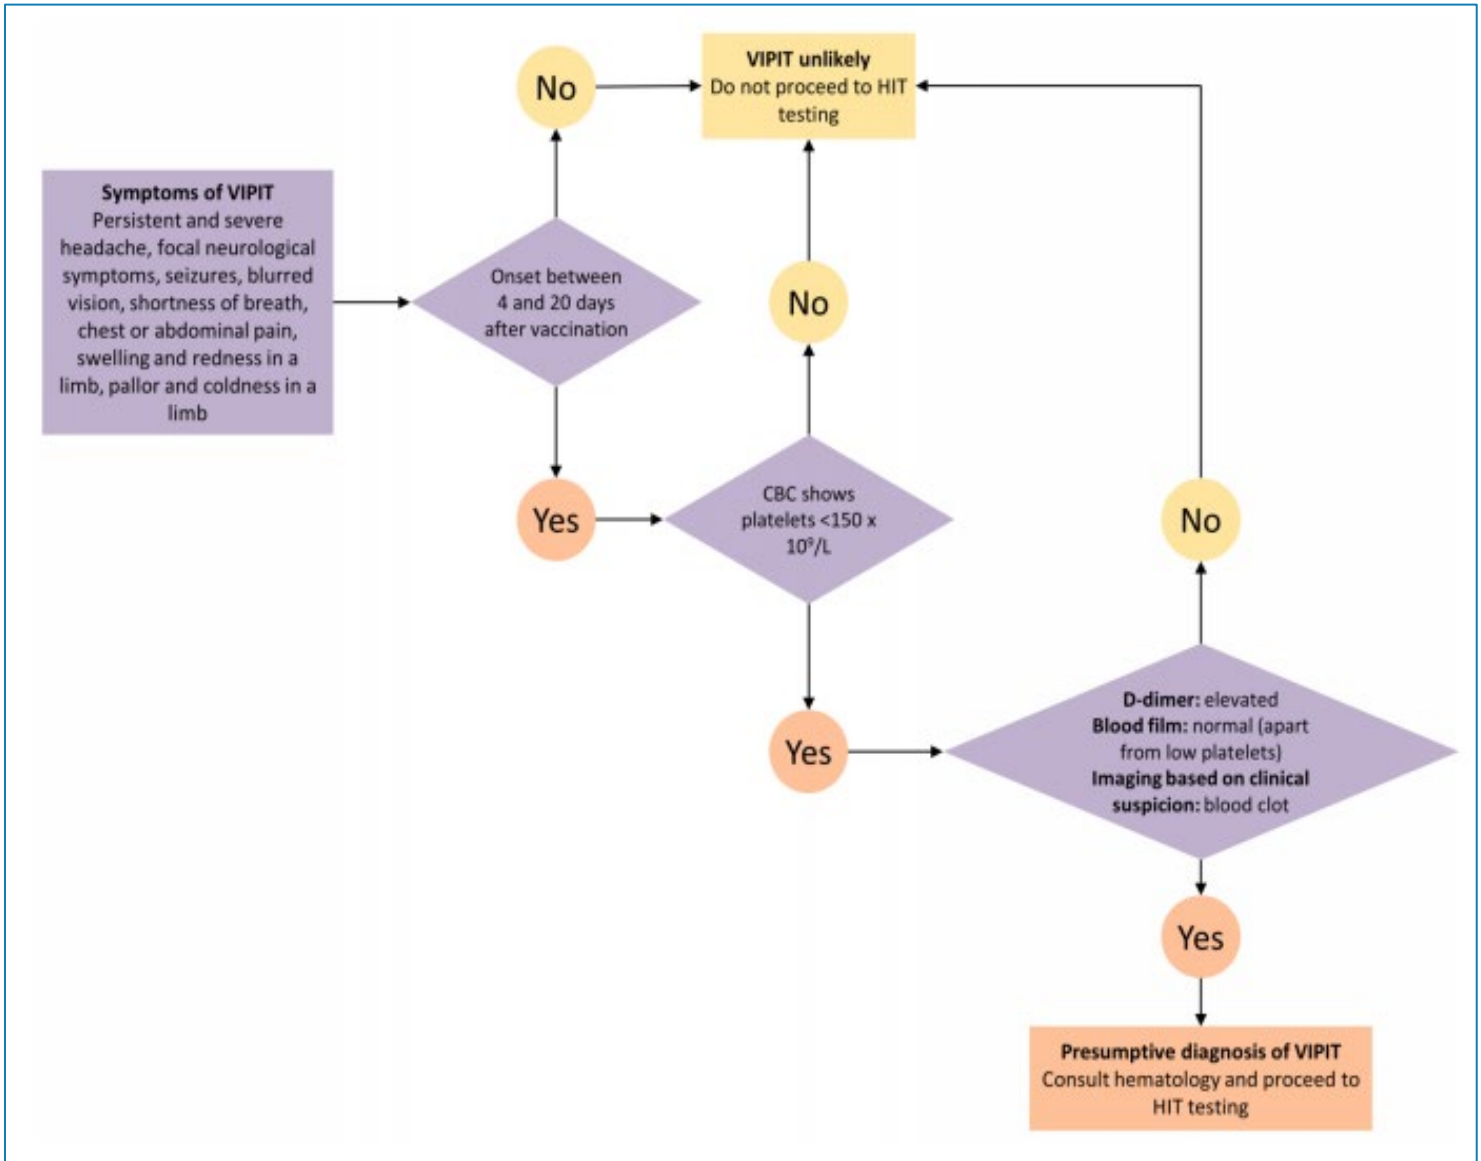 Symptoms of VIPIT
Persistent and severe
headache, focal neurological
symptoms, seizures, blurred
vision, shortness of breath,
chest or abdominal pain,
swelling and redness in a
limb, pallor and coldness in a
limb
Onset between
4 and 20 days
after vaccination
No
VIPIT unlikely
Do not proceed to HIT
testing
Yes
CBC shows
platelets <150 x
10⁹/L
No
Yes
D-dimer: elevated
Blood film: normal (apart
from low platelets)
Imaging based on clinical
suspicion: blood clot
No
Yes
Presumptive diagnosis of VIPIT
Consult hematology and proceed to
HIT testing